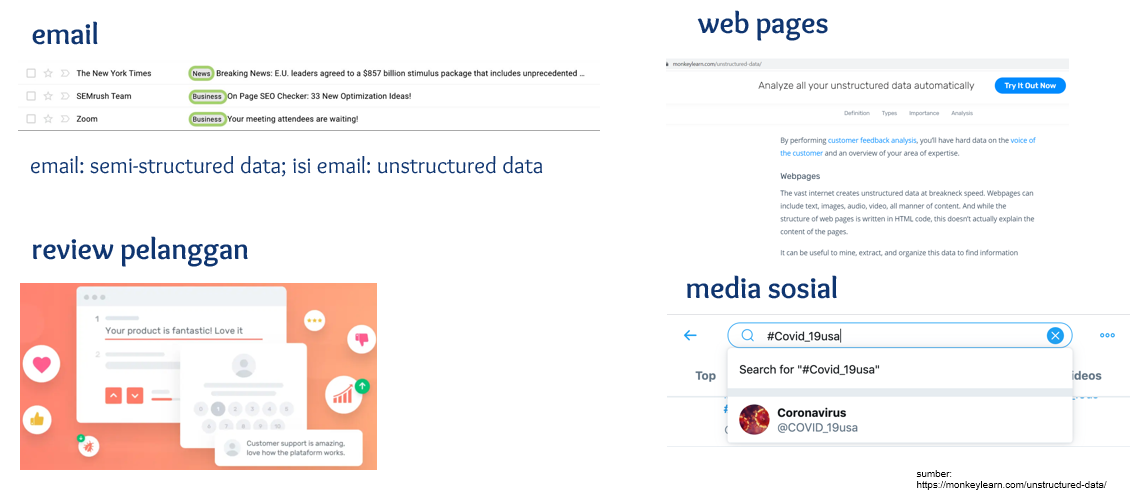 email
The New York Times News Breaking News: E.U. leaders agreed to a $857 billion stimulus package that includes unprecedented ...
SEMrush Team Business On Page SEO Checker: 33 New Optimization Ideas!
Zoom Business Your meeting attendees are waiting!
email: semi-structured data; isi email: unstructured data
review pelanggan
1
Your product is fantastic! Love it
2
0 1 2 3 4 5
6 7 8 9 10
Customer support is amazing,
love how the plataform works.
web pages
monkeylearn.com/unstructured-data/
Analyze all your unstructured data automatically
Try It Out Now
Definition Types Importance Analysis
By performing customer feedback analysis, you'll have hard data on the voice of
the customer and an overview of your area of expertise.
Webpages
The vast internet creates unstructured data at breakneck speed. Webpages can
include text, images, audio, video, all manner of content. And while the
structure of web pages is written in HTML code, this doesn't actually explain the
content of the pages.
It can be useful to mine, extract, and organize this data to find information
media sosial
#Covid_19usa
Search for "#Covid_19usa"
Top
Coronavirus
@COVID_19usa
sumber:
https://monkeylearn.com/unstructured-data/